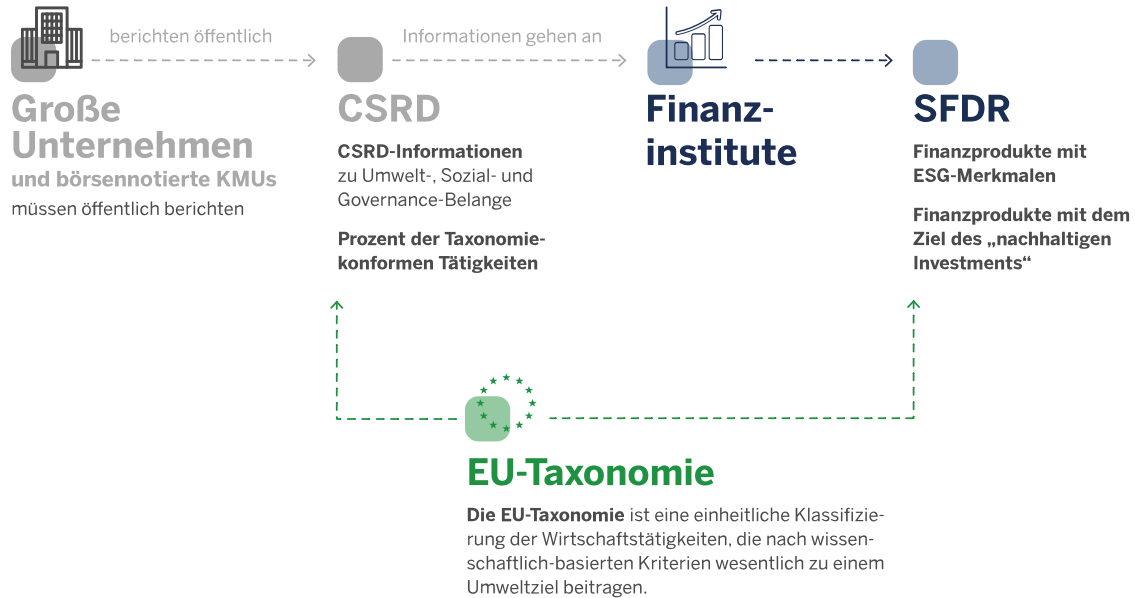 berichten öffentlich
Informationen gehen an
Große
Unternehmen
und börsennotierte KMUs
müssen öffentlich berichten
CSRD
CSRD-Informationen
zu Umwelt-, Sozial- und
Governance-Belange
Prozent der Taxonomie-
konformen Tätigkeiten
Finanz-
institute
SFDR
Finanzprodukte mit
ESG-Merkmalen
Finanzprodukte mit dem
Ziel des „nachhaltigen
Investments“
EU-Taxonomie
Die EU-Taxonomie ist eine einheitliche Klassifizie-
rung der Wirtschaftstätigkeiten, die nach wissen-
schaftlich-basierten Kriterien wesentlich zu einem
Umweltziel beitragen.